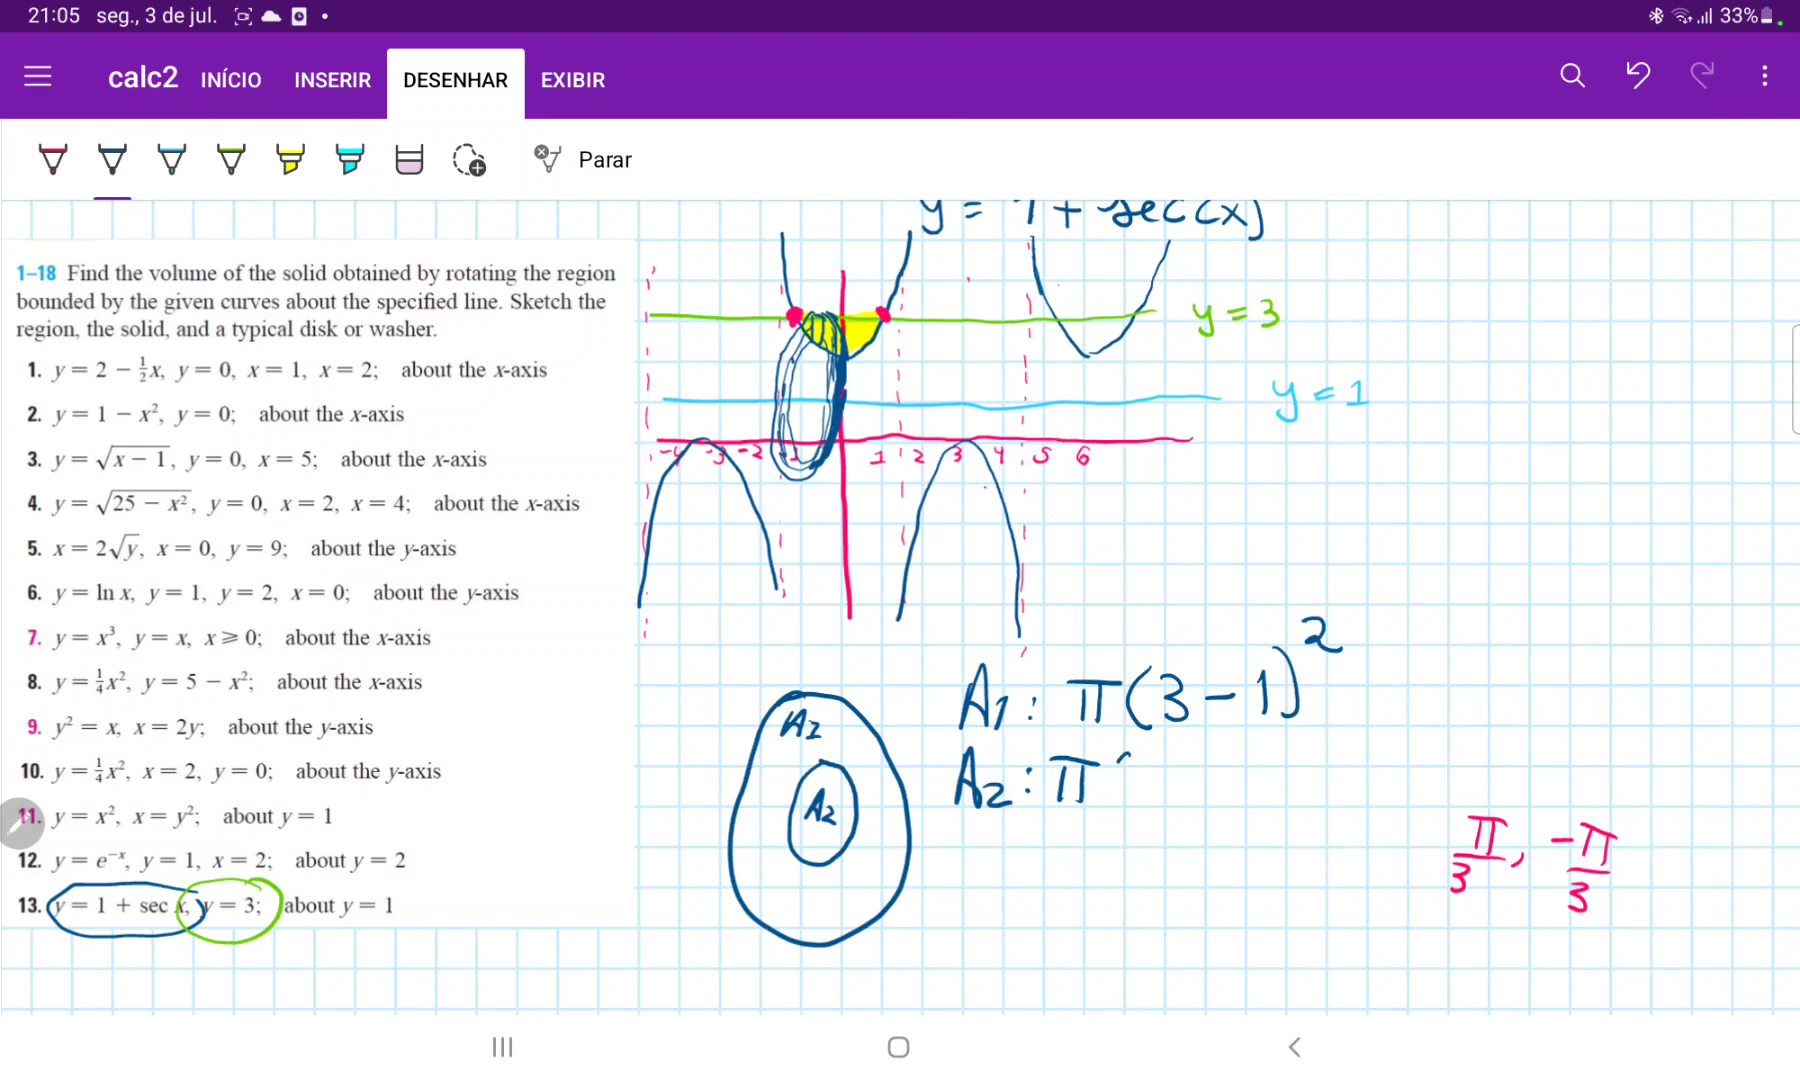 21:05 seg., 3 de jul.
33%
calc2 INÍCIO INSERIR DESENHAR EXIBIR
Parar
y = 1 + sec(x)
1–18 Find the volume of the solid obtained by rotating the region
bounded by the given curves about the specified line. Sketch the
region, the solid, and a typical disk or washer.
1. y = 2 − ½x, y = 0, x = 1, x = 2; about the x-axis
2. y = 1 − x², y = 0; about the x-axis
3. y = √(x − 1), y = 0, x = 5; about the x-axis
4. y = √(25 − x²), y = 0, x = 2, x = 4; about the x-axis
5. x = 2√y, x = 0, y = 9; about the y-axis
6. y = ln x, y = 1, y = 2, x = 0; about the y-axis
7. y = x³, y = x, x ⩾ 0; about the x-axis
8. y = ¼x², y = 5 − x²; about the x-axis
9. y² = x, x = 2y; about the y-axis
10. y = ¼x², x = 2, y = 0; about the y-axis
11. y = x², x = y²; about y = 1
12. y = e⁻ˣ, y = 1, x = 2; about y = 2
13. y = 1 + sec x, y = 3; about y = 1
y = 3
y = 1
-4 -3 -2 -1 1 2 3 4 5 6
A1
A2
A1: π(3 − 1)²
A2: π
π/3, -π/3